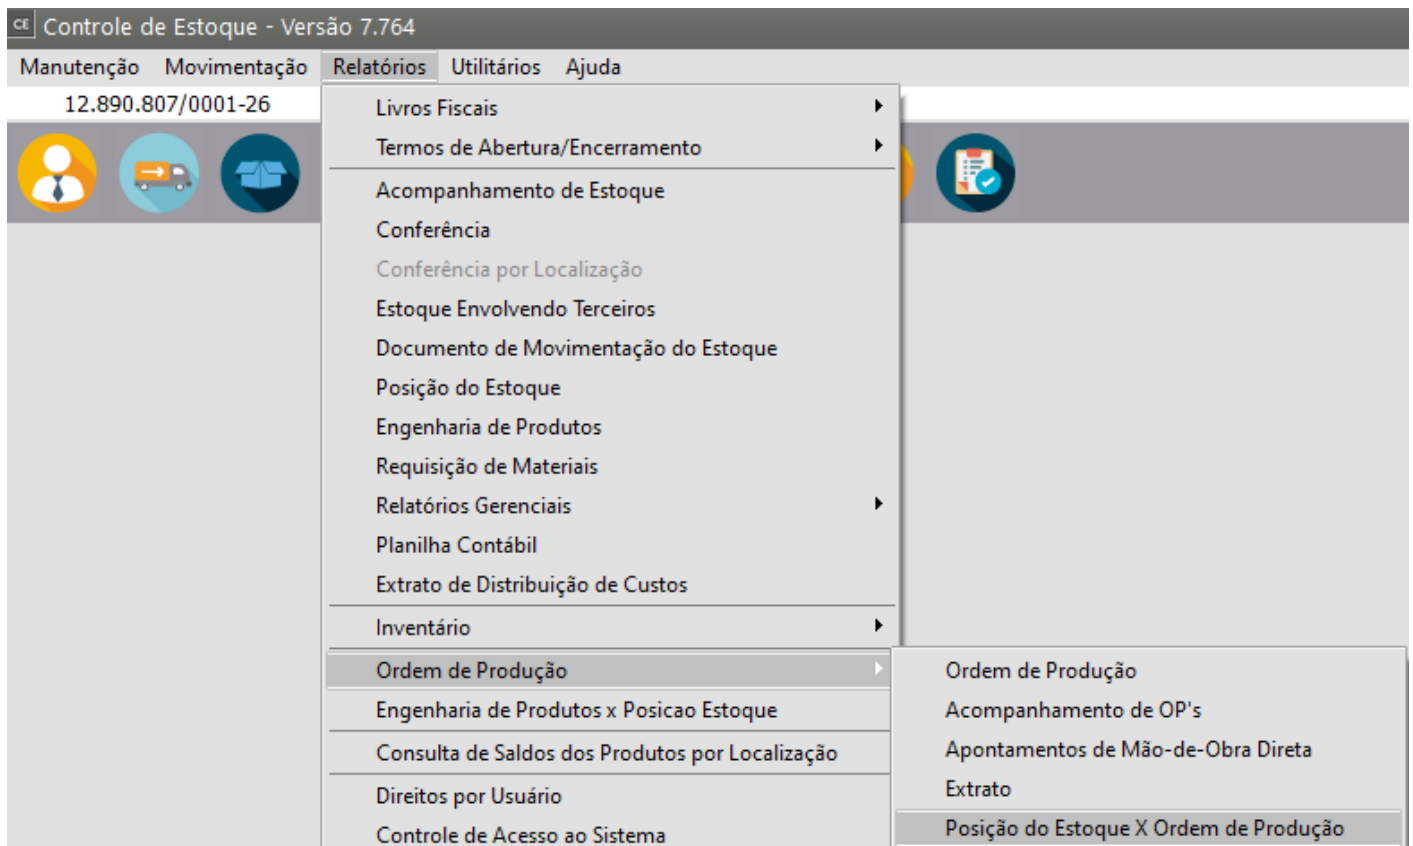 CE Controle de Estoque - Versão 7.764
Manutenção Movimentação Relatórios Utilitários Ajuda
12.890.807/0001-26
Livros Fiscais
Termos de Abertura/Encerramento
Acompanhamento de Estoque
Conferência
Conferência por Localização
Estoque Envolvendo Terceiros
Documento de Movimentação do Estoque
Posição do Estoque
Engenharia de Produtos
Requisição de Materiais
Relatórios Gerenciais
Planilha Contábil
Extrato de Distribuição de Custos
Inventário
Ordem de Produção
Engenharia de Produtos x Posicao Estoque
Consulta de Saldos dos Produtos por Localização
Direitos por Usuário
Controle de Acesso ao Sistema
Ordem de Produção
Acompanhamento de OP's
Apontamentos de Mão-de-Obra Direta
Extrato
Posição do Estoque X Ordem de Produção